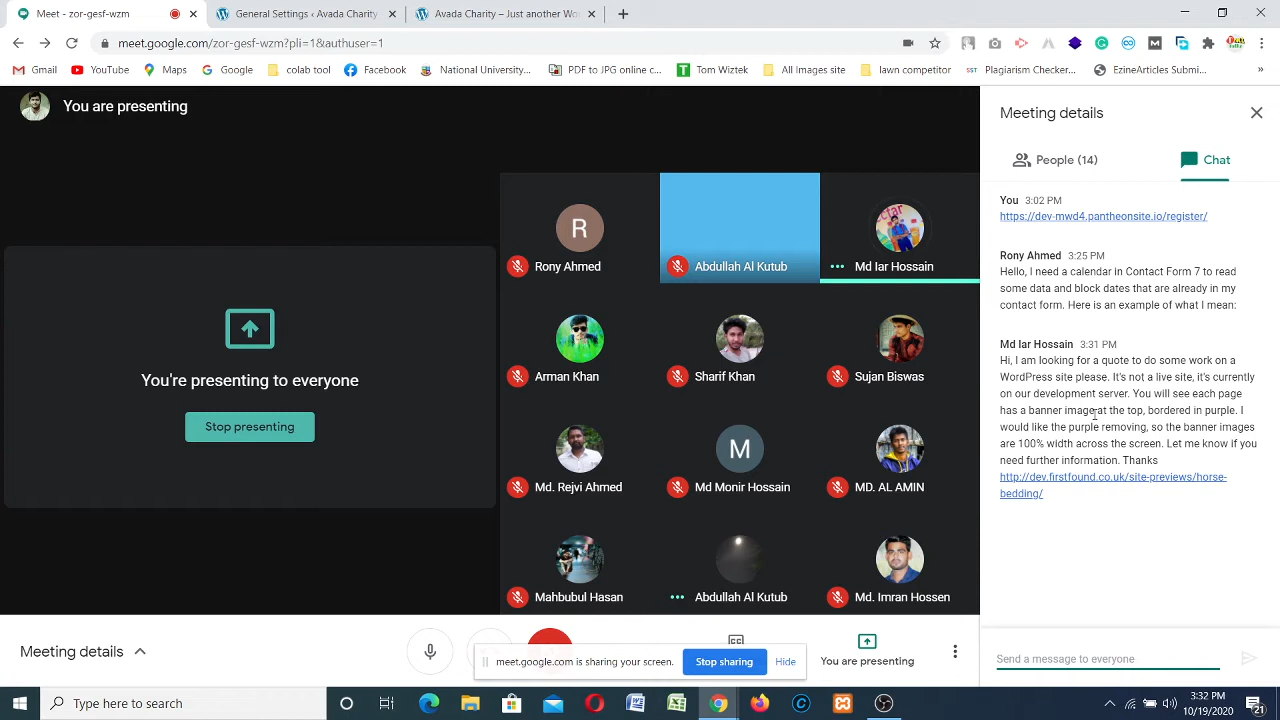 Meet - zor-gesf-wzm
General Settings ‹ Avada Charity
Avada Charity – Just another Wo
meet.google.com/zor-gesf-wzm?pli=1&authuser=1
Gmail
YouTube
Maps
Google
colab tool
Facebook
National University...
PDF to JPG online c...
Tom Wiztek
All Images site
lawn competitor
SST Plagiarism Checker...
EzineArticles Submi...
»
You are presenting
You're presenting to everyone
Stop presenting
R
Rony Ahmed
Abdullah Al Kutub
Md Iar Hossain
Arman Khan
Sharif Khan
Sujan Biswas
M
Md. Rejvi Ahmed
Md Monir Hossain
MD. AL AMIN
Mahbubul Hasan
Abdullah Al Kutub
Md. Imran Hossen
Meeting details
People (14)
Chat
You 3:02 PM
https://dev-mwd4.pantheonsite.io/register/
Rony Ahmed 3:25 PM
Hello, I need a calendar in Contact Form 7 to read
some data and block dates that are already in my
contact form. Here is an example of what I mean:
Md Iar Hossain 3:31 PM
Hi, I am looking for a quote to do some work on a
WordPress site please. It's not a live site, it's currently
on our development server. You will see each page
has a banner image at the top, bordered in purple. I
would like the purple removing, so the banner images
are 100% width across the screen. Let me know if you
need further information. Thanks
http://dev.firstfound.co.uk/site-previews/horse-
bedding/
Send a message to everyone
Meeting details
meet.google.com is sharing your screen.
Stop sharing
Hide
You are presenting
Type here to search
3:32 PM
10/19/2020
21